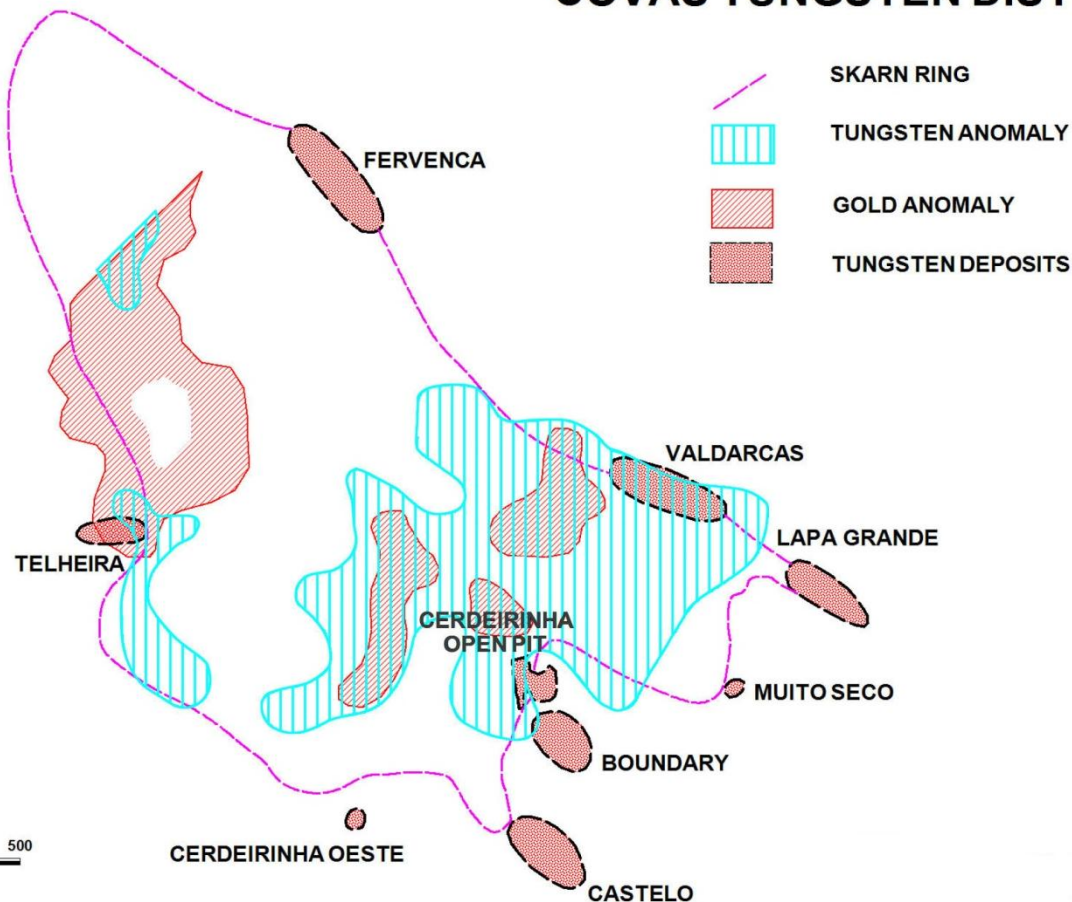 SKARN RING
TUNGSTEN ANOMALY
FERVENCA
GOLD ANOMALY
TUNGSTEN DEPOSITS
VALDARCAS
LAPA GRANDE
TELHEIRA
CERDEIRINHA
OPEN PIT
MUITO SECO
BOUNDARY
500
CERDEIRINHA OESTE
CASTELO